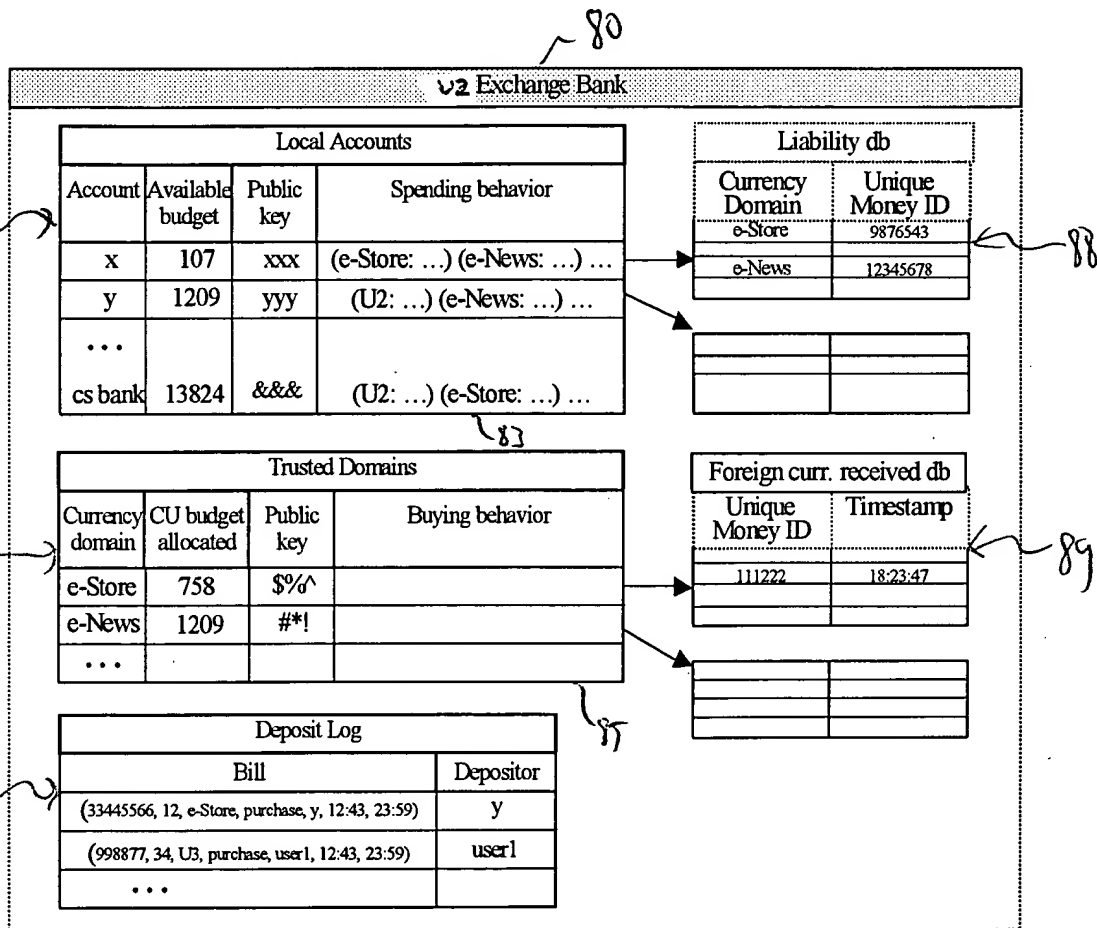 80
U2 Exchange Bank
Local Accounts
Account Available budget Public key Spending behavior
x 107 xxx (e-Store: ...) (e-News: ...) ...
y 1209 yyy (U2: ...) (e-News: ...) ...
...
cs bank 13824 &&& (U2: ...) (e-Store: ...) ...
83
Liability db
Currency Domain Unique Money ID
e-Store 9876543
e-News 12345678
88
Trusted Domains
Currency domain CU budget allocated Public key Buying behavior
e-Store 758 $%^
e-News 1209 #*!
...
85
Foreign curr. received db
Unique Money ID Timestamp
111222 18:23:47
89
Deposit Log
Bill Depositor
(33445566, 12, e-Store, purchase, y, 12:43, 23:59) y
(998877, 34, U3, purchase, user1, 12:43, 23:59) user1
...